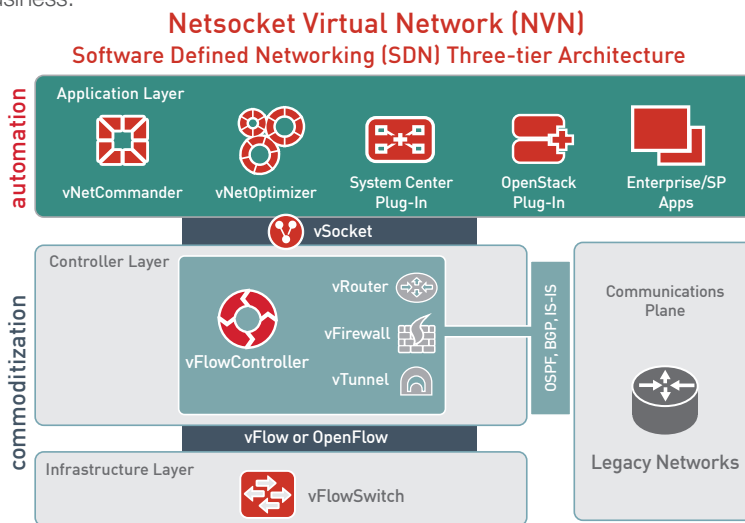 usiness.
Netsocket Virtual Network (NVN)
Software Defined Networking (SDN) Three-tier Architecture
automation
Application Layer
vNetCommander
vNetOptimizer
System Center
Plug-In
OpenStack
Plug-In
Enterprise/SP
Apps
vSocket
commoditization
Controller Layer
vFlowController
vRouter
vFirewall
vTunnel
OSPF, BGP, IS-IS
Communications
Plane
Legacy Networks
vFlow or OpenFlow
Infrastructure Layer
vFlowSwitch